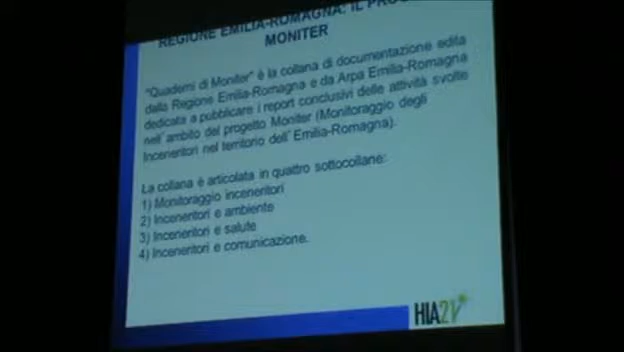 REGIONE EMILIA-ROMAGNA: IL
MONITER
"Quaderni di Moniter" è la collana di documentazione edita
dalla Regione Emilia-Romagna e da Arpa Emilia-Romagna
dedicata a pubblicare i report conclusivi delle attività svolte
nell'ambito del progetto Moniter (Monitoraggio degli
Inceneritori nel territorio dell'Emilia-Romagna).
La collana è articolata in quattro sottocollane:
1) Monitoraggio inceneritori
2) Inceneritori e ambiente
3) Inceneritori e salute
4) Inceneritori e comunicazione.
HIA21